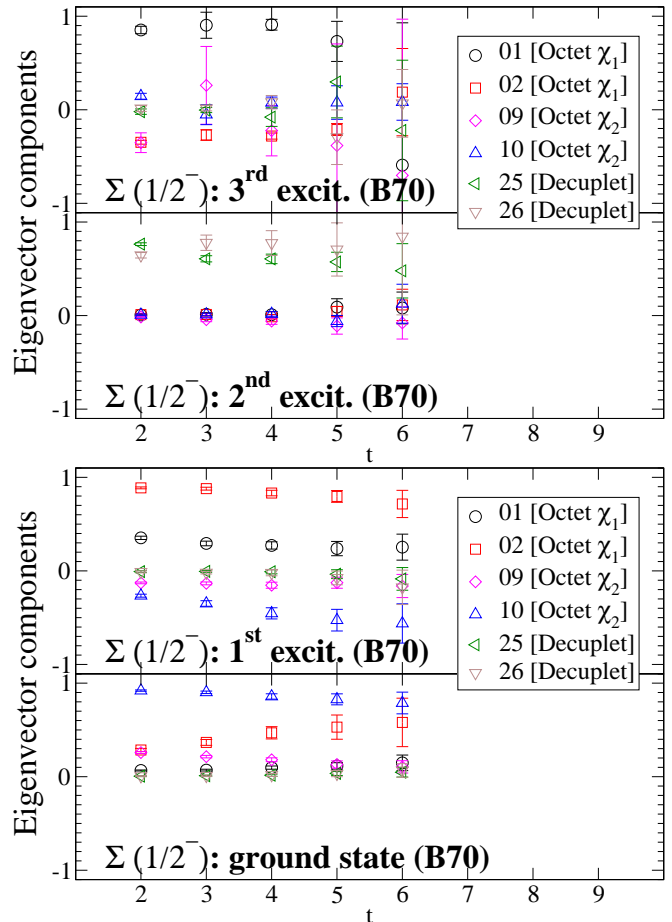 Eigenvector components
1
0
-1
01 [Octet χ₁]
02 [Octet χ₁]
09 [Octet χ₂]
10 [Octet χ₂]
25 [Decuplet]
26 [Decuplet]
Σ (1/2⁻): 3ʳᵈ excit. (B70)
0
-1
Σ (1/2⁻): 2ⁿᵈ excit. (B70)
2 3 4 5 6 7 8 9
t
Eigenvector components
1
0
-1
01 [Octet χ₁]
02 [Octet χ₁]
09 [Octet χ₂]
10 [Octet χ₂]
25 [Decuplet]
26 [Decuplet]
Σ (1/2⁻): 1ˢᵗ excit. (B70)
0
-1
Σ (1/2⁻): ground state (B70)
2 3 4 5 6 7 8 9
t